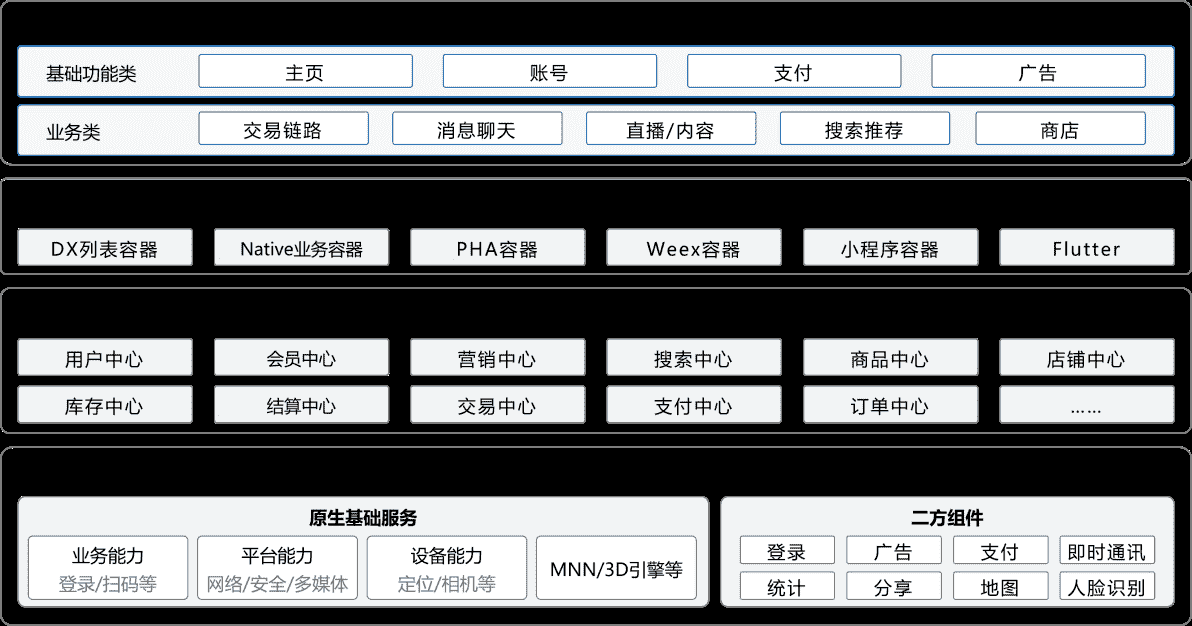 基础功能类 主页 账号 支付 广告
业务类 交易链路 消息聊天 直播/内容 搜索推荐 商店
DX列表容器 Native业务容器 PHA容器 Weex容器 小程序容器 Flutter
用户中心 会员中心 营销中心 搜索中心 商品中心 店铺中心
库存中心 结算中心 交易中心 支付中心 订单中心 ......
原生基础服务
业务能力 平台能力 设备能力 MNN/3D引擎等
登录/扫码等 网络/安全/多媒体 定位/相机等
二方组件
登录 广告 支付 即时通讯
统计 分享 地图 人脸识别